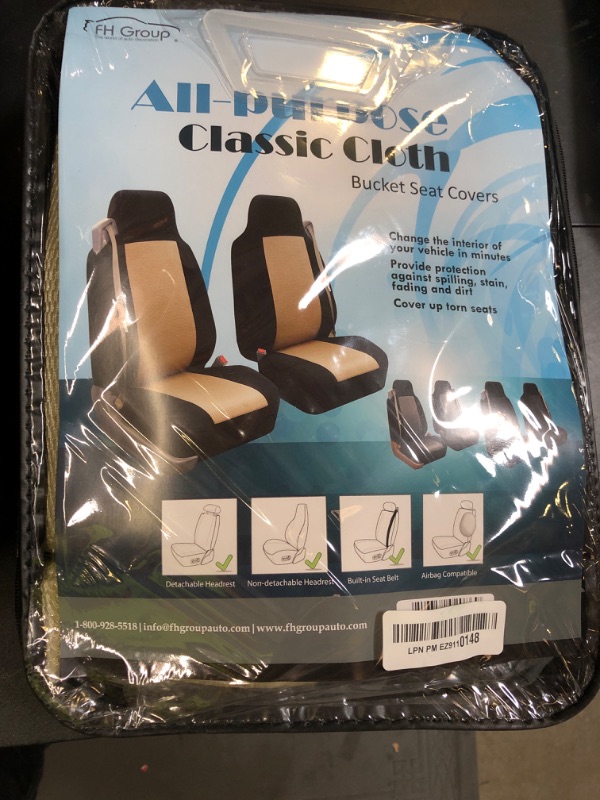 FH Group
All-purpose
Classic Cloth
Bucket Seat Covers
Change the interior of
your vehicle in minutes
Provide protection
against spilling, stain,
fading and dirt
Cover up torn seats
Detachable Headrest
Non-detachable Headrest
Built-in Seat Belt
Airbag Compatible
1-800-928-5518 | info@fhgroupauto.com | www.fhgroupauto.com
LPN PM EZ9110148